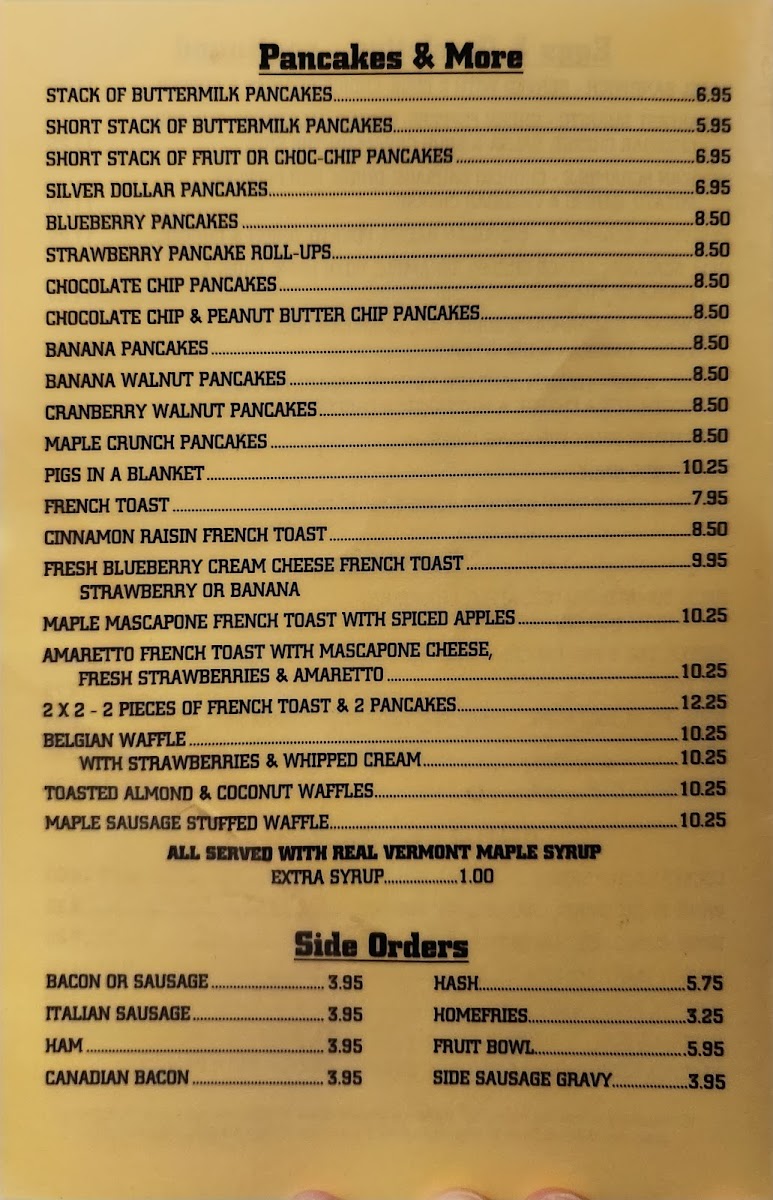 Pancakes & More
STACK OF BUTTERMILK PANCAKES....................6.95
SHORT STACK OF BUTTERMILK PANCAKES....................5.95
SHORT STACK OF FRUIT OR CHOC-CHIP PANCAKES....................6.95
SILVER DOLLAR PANCAKES....................6.95
BLUEBERRY PANCAKES....................8.50
STRAWBERRY PANCAKE ROLL-UPS....................8.50
CHOCOLATE CHIP PANCAKES....................8.50
CHOCOLATE CHIP & PEANUT BUTTER CHIP PANCAKES....................8.50
BANANA PANCAKES....................8.50
BANANA WALNUT PANCAKES....................8.50
CRANBERRY WALNUT PANCAKES....................8.50
MAPLE CRUNCH PANCAKES....................8.50
PIGS IN A BLANKET....................10.25
FRENCH TOAST....................7.95
CINNAMON RAISIN FRENCH TOAST....................8.50
FRESH BLUEBERRY CREAM CHEESE FRENCH TOAST....................9.95
STRAWBERRY OR BANANA
MAPLE MASCAPONE FRENCH TOAST WITH SPICED APPLES....................10.25
AMARETTO FRENCH TOAST WITH MASCAPONE CHEESE,
FRESH STRAWBERRIES & AMARETTO....................10.25
2 X 2 - 2 PIECES OF FRENCH TOAST & 2 PANCAKES....................12.25
BELGIAN WAFFLE....................10.25
WITH STRAWBERRIES & WHIPPED CREAM....................10.25
TOASTED ALMOND & COCONUT WAFFLES....................10.25
MAPLE SAUSAGE STUFFED WAFFLE....................10.25
ALL SERVED WITH REAL VERMONT MAPLE SYRUP
EXTRA SYRUP....................1.00
Side Orders
BACON OR SAUSAGE....................3.95
ITALIAN SAUSAGE....................3.95
HAM....................3.95
CANADIAN BACON....................3.95
HASH....................5.75
HOMEFRIES....................3.25
FRUIT BOWL....................5.95
SIDE SAUSAGE GRAVY....................3.95